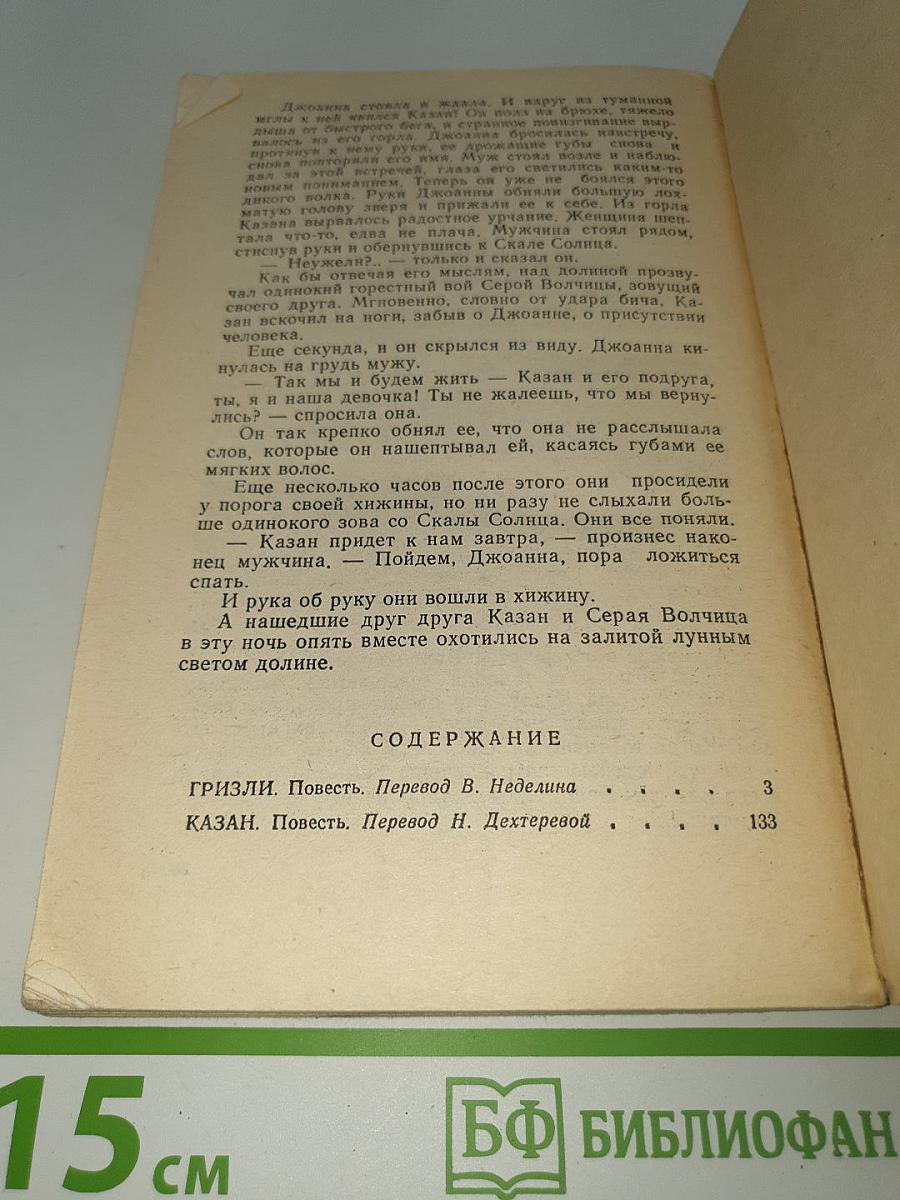 Джоанна стояла и ждала. И вдруг из туманной
мглы к ней явился Казан! Он полз на брюхе, тяжело
дыша от быстрого бега, и странное повизгивание выр-
валось из его горла. Джоанна бросилась навстречу,
протянув к нему руки, ее дрожащие губы снова и
снова повторяли его имя. Муж стоял возле и наблю-
дал за этой встречей, глаза его светились каким-то
новым пониманием. Теперь он уже не боялся этого
дикого волка. Руки Джоанны обняли большую лох-
матую голову зверя и прижали ее к себе. Из горла
Казана вырвалось радостное урчание. Женщина шеп-
тала что-то, едва не плача. Мужчина стоял рядом,
стиснув руки и обернувшись к Скале Солнца.
— Неужели?.. — только и сказал он.
Как бы отвечая его мыслям, над долиной прозву-
чал одинокий горестный вой Серой Волчицы, зовущий
своего друга. Мгновенно, словно от удара бича, Ка-
зан вскочил на ноги, забыв о Джоанне, о присутствии
человека.
Еще секунда, и он скрылся из виду. Джоанна ки-
нулась на грудь мужу.
— Так мы и будем жить — Казан и его подруга,
ты, я и наша девочка! Ты не жалеешь, что мы верну-
лись? — спросила она.
Он так крепко обнял ее, что она не расслышала
слов, которые он нашептывал ей, касаясь губами ее
мягких волос.
Еще несколько часов после этого они просидели
у порога своей хижины, но ни разу не слыхали боль-
ше одинокого зова со Скалы Солнца. Они все поняли.
— Казан придет к нам завтра, — произнес нако-
нец мужчина. — Пойдем, Джоанна, пора ложиться
спать.
И рука об руку они вошли в хижину.
А нашедшие друг друга Казан и Серая Волчица
в эту ночь опять вместе охотились на залитой лунным
светом долине.
СОДЕРЖАНИЕ
ГРИЗЛИ. Повесть. Перевод В. Неделина . . . . 3
КАЗАН. Повесть. Перевод Н. Дехтеревой . . . . 133
15 см
БФ БИБЛИОФАН